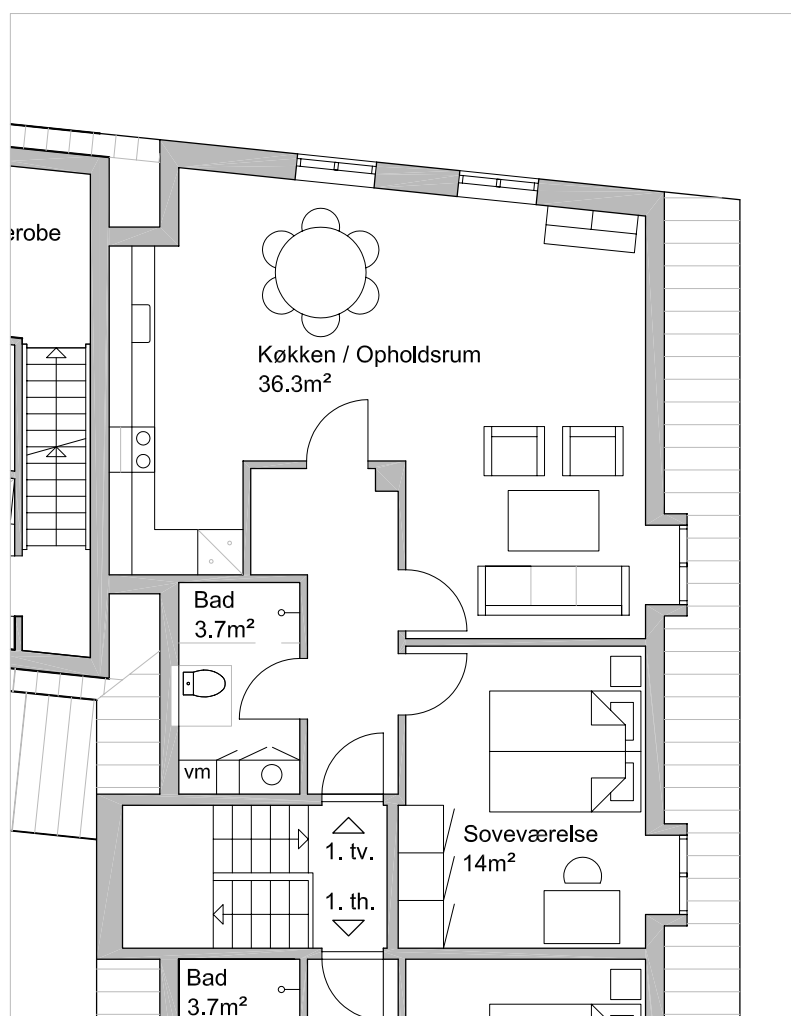 erobe
Køkken / Opholdsrum
36.3m²
Bad
3.7m²
vm
Soveværelse
14m²
1. tv.
1. th.
Bad
3.7m²